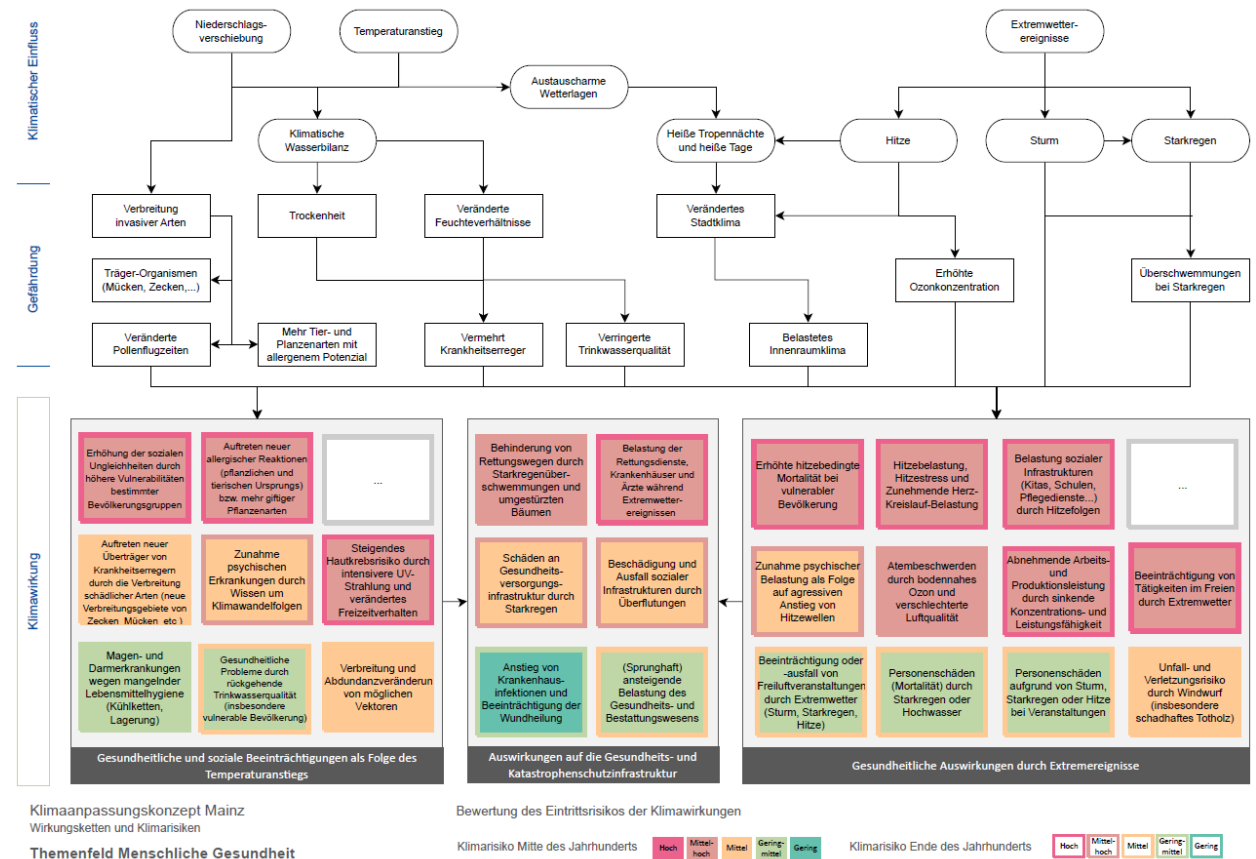 Klimatischer Einfluss
Niederschlags-
verschiebung
Temperaturanstieg
Extremwetter-
ereignisse
Austauscharme
Wetterlagen
Klimatische
Wasserbilanz
Heiße Tropennächte
und heiße Tage
Hitze
Sturm
Starkregen
Gefährdung
Verbreitung
invasiver Arten
Trockenheit
Veränderte
Feuchteverhältnisse
Verändertes
Stadtklima
Träger-Organismen
(Mücken, Zecken,...)
Erhöhte
Ozonkonzentration
Überschwemmungen
bei Starkregen
Veränderte
Pollenflugzeiten
Mehr Tier- und
Planzenarten mit
allergenem Potenzial
Vermehrt
Krankheitserreger
Verringerte
Trinkwasserqualität
Belastetes
Innenraumklima
Klimawirkung
Erhöhung der sozialen
Ungleichheiten durch
höhere Vulnerabilitäten
bestimmter
Bevölkerungsgruppen
Auftreten neuer
allergischer Reaktionen
(pflanzlichen und
tierischen Ursprungs)
bzw. mehr giftiger
Pflanzenarten
...
Auftreten neuer
Überträger von
Krankheitserregern
durch die Verbreitung
schädlicher Arten (neue
Verbreitungsgebiete von
Zecken, Mücken, etc.)
Zunahme
psychischen
Erkrankungen durch
Wissen um
Klimawandelfolgen
Steigendes
Hautkrebsrisiko durch
intensivere UV-
Strahlung und
verändertes
Freizeitverhalten
Magen- und
Darmerkrankungen
wegen mangelnder
Lebensmittelhygiene
(Kühlketten,
Lagerung)
Gesundheitliche
Probleme durch
rückgehende
Trinkwasserqualität
(insbesondere
vulnerable Bevölkerung)
Verbreitung und
Abdundanzveränderun
von möglichen
Vektoren
Gesundheitliche und soziale Beeinträchtigungen als Folge des
Temperaturanstiegs
Behinderung von
Rettungswegen durch
Starkregenüber-
schwemmungen und
umgestürzten
Bäumen
Belastung der
Rettungsdienste,
Krankenhäuser und
Ärzte während
Extremwetter-
ereignissen
Schäden an
Gesundheits-
versorgungs-
infrastruktur durch
Starkregen
Beschädigung und
Ausfall sozialer
Infrastrukturen durch
Überflutungen
Anstieg von
Krankenhaus-
infektionen und
Beeinträchtigung der
Wundheilung
(Sprunghaft)
ansteigende
Belastung des
Gesundheits- und
Bestattungswesens
Auswirkungen auf die Gesundheits- und
Katastrophenschutzinfrastruktur
Erhöhte hitzebedingte
Mortalität bei
vulnerabler
Bevölkerung
Hitzebelastung,
Hitzestress und
Zunehmende Herz-
Kreislauf-Belastung
Belastung sozialer
Infrastrukturen
(Kitas, Schulen,
Pflegedienste...)
durch Hitzefolgen
...
Zunahme psychischer
Belastung als Folge
auf agressiven
Anstieg von
Hitzewellen
Atembeschwerden
durch bodennahes
Ozon und
verschlechterte
Luftqualität
Abnehmende Arbeits-
und
Produktionsleistung
durch sinkende
Konzentrations- und
Leistungsfähigkeit
Beeinträchtigung von
Tätigkeiten im Freien
durch Extremwetter
Beeinträchtigung oder
-ausfall von
Freiluftveranstaltungen
durch Extremwetter
(Sturm, Starkregen,
Hitze)
Personenschäden
(Mortalität) durch
Starkregen oder
Hochwasser
Personenschäden
aufgrund von Sturm,
Starkregen oder Hitze
bei Veranstaltungen
Unfall- und
Verletzungsrisiko
durch Windwurf
(insbesondere
schadhaftes Totholz)
Gesundheitliche Auswirkungen durch Extremereignisse
Klimaanpassungskonzept Mainz
Wirkungsketten und Klimarisiken
Themenfeld Menschliche Gesundheit
Bewertung des Eintrittsrisikos der Klimawirkungen
Klimarisiko Mitte des Jahrhunderts
Hoch
Mittel-
hoch
Mittel
Gering-
mittel
Gering
Klimarisiko Ende des Jahrhunderts
Hoch
Mittel-
hoch
Mittel
Gering-
mittel
Gering